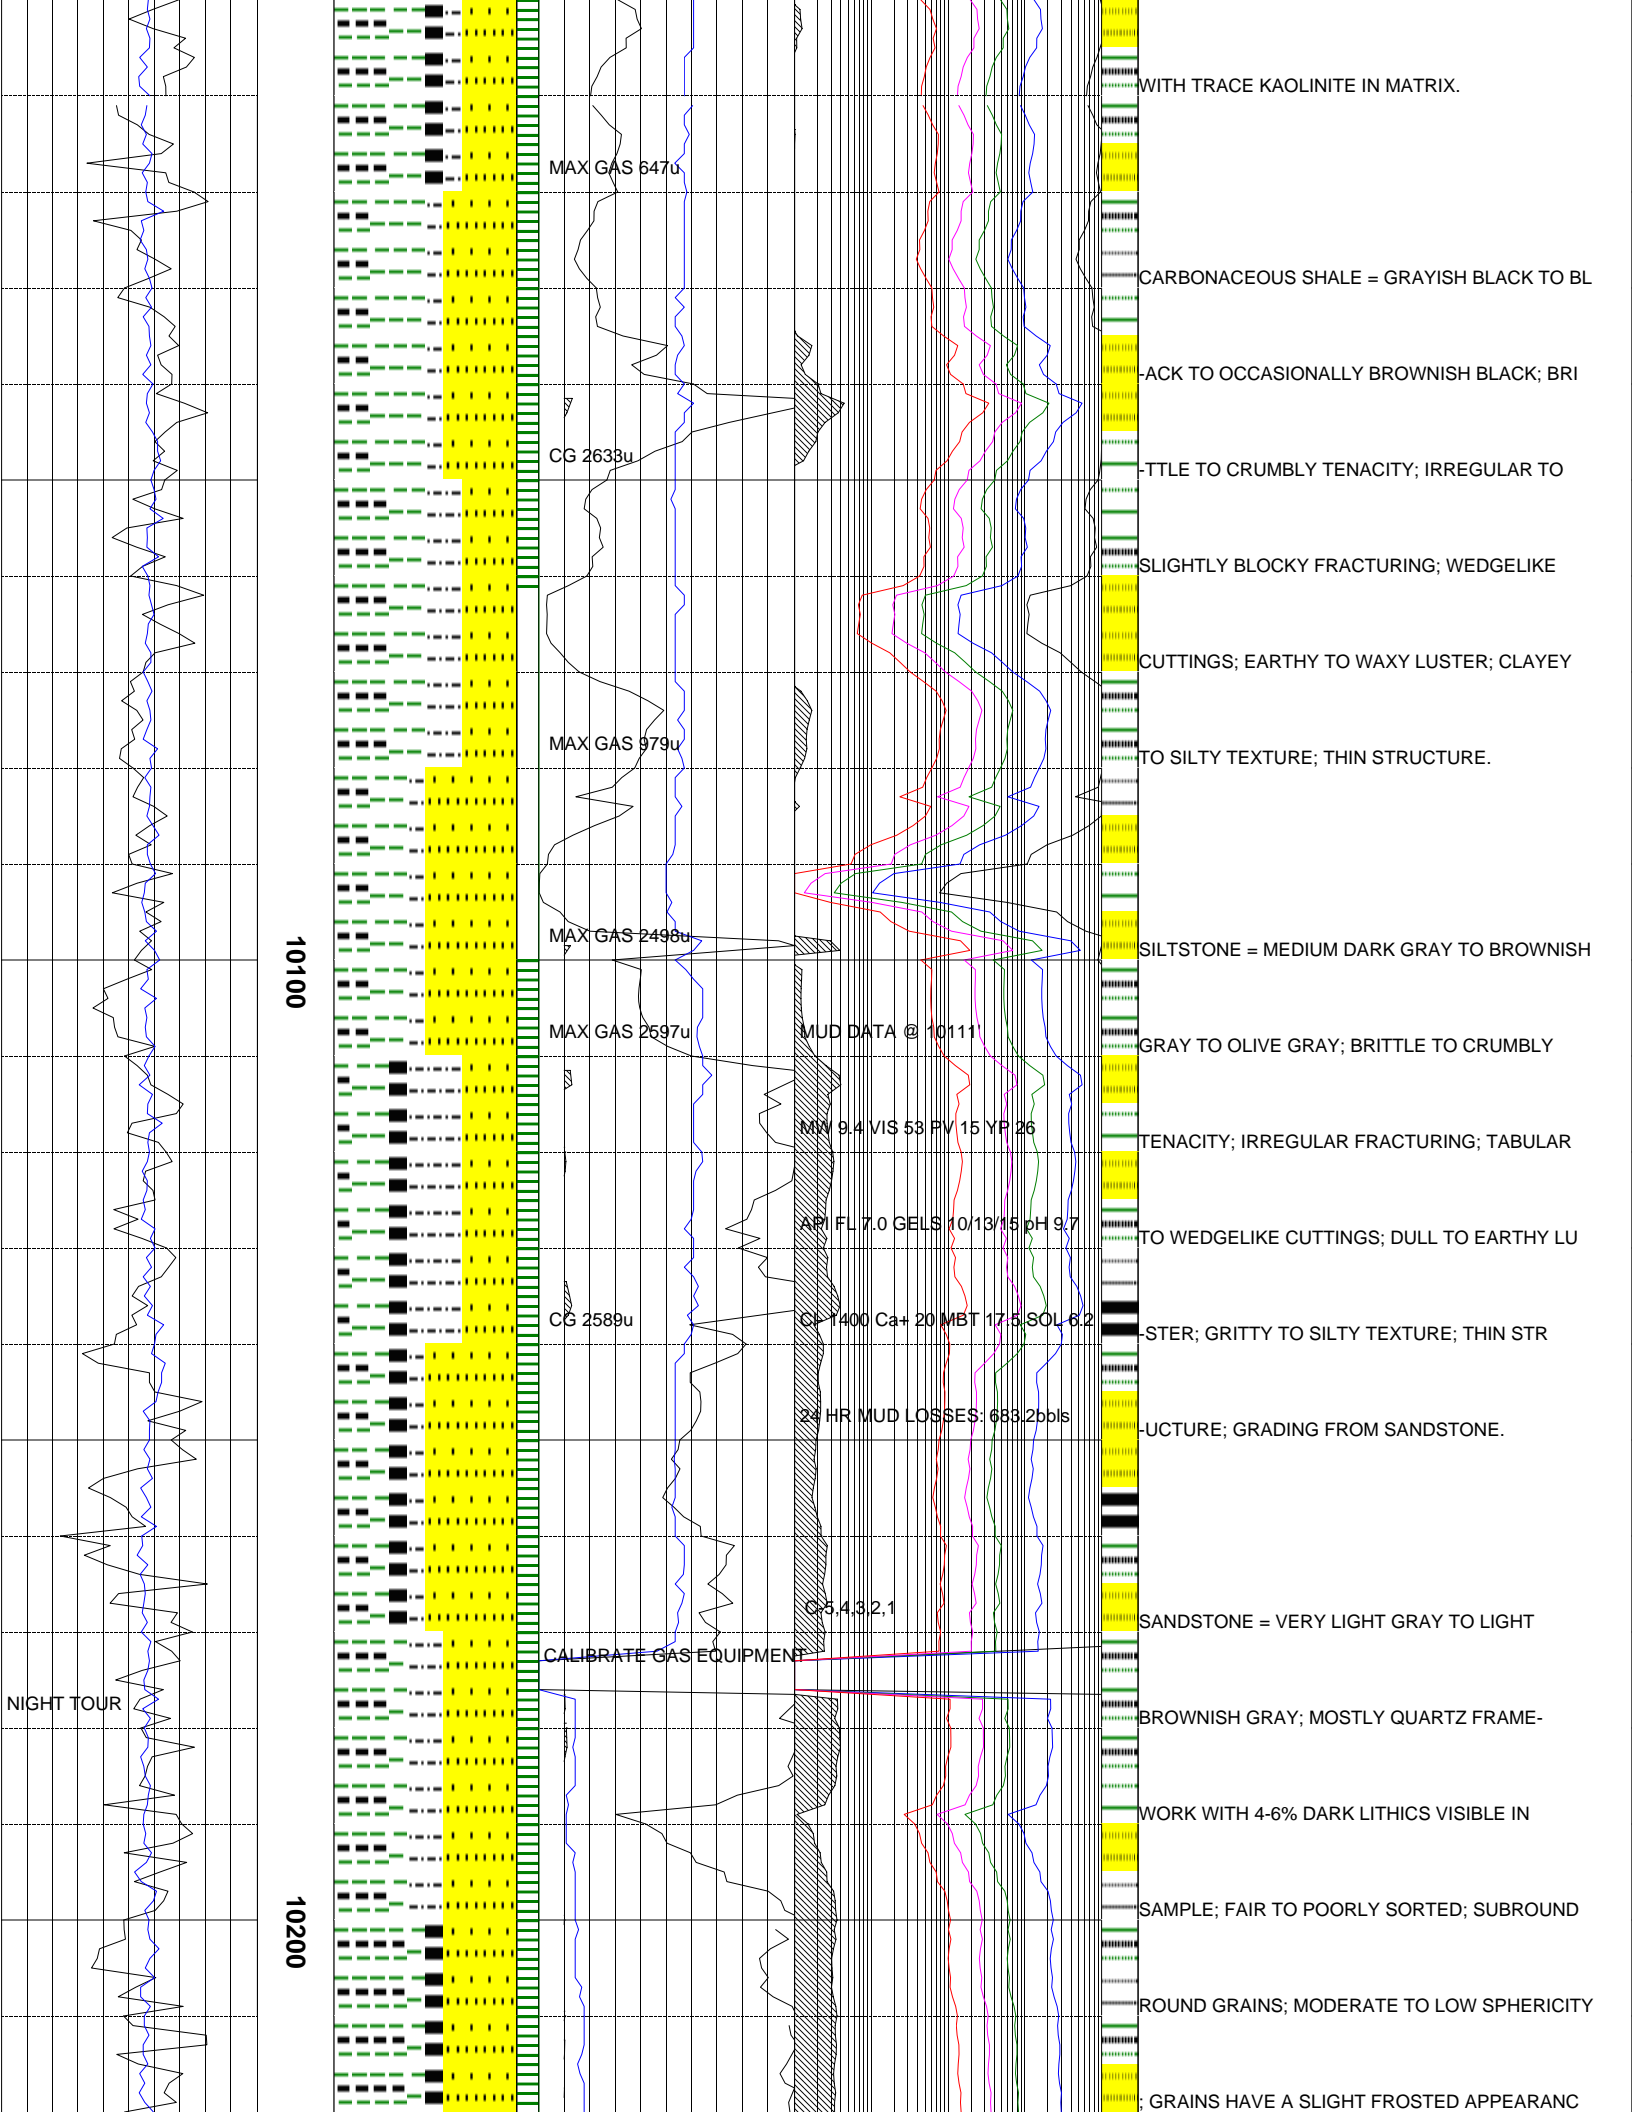 WITH TRACE KAOLINITE IN MATRIX.
MAX GAS 647u
CARBONACEOUS SHALE = GRAYISH BLACK TO BL
-ACK TO OCCASIONALLY BROWNISH BLACK; BRI
CG 2633u
-TTLE TO CRUMBLY TENACITY; IRREGULAR TO
SLIGHTLY BLOCKY FRACTURING; WEDGELIKE
CUTTINGS; EARTHY TO WAXY LUSTER; CLAYEY
MAX GAS 979u
TO SILTY TEXTURE; THIN STRUCTURE.
MAX GAS 2498u
SILTSTONE = MEDIUM DARK GRAY TO BROWNISH
10100
MAX GAS 2597u
MUD DATA @ 10111'
GRAY TO OLIVE GRAY; BRITTLE TO CRUMBLY
MW 9.4 VIS 53 PV 15 YP 26
TENACITY; IRREGULAR FRACTURING; TABULAR
API FL 7.0 GELS 10/13/15 pH 9.7
TO WEDGELIKE CUTTINGS; DULL TO EARTHY LU
CG 2589u
Cl- 1400 Ca+ 20 MBT 17.5 SOL 6.2
-STER; GRITTY TO SILTY TEXTURE; THIN STR
24 HR MUD LOSSES: 683.2bbls
-UCTURE; GRADING FROM SANDSTONE.
C-5,4,3,2,1
SANDSTONE = VERY LIGHT GRAY TO LIGHT
CALIBRATE GAS EQUIPMENT
NIGHT TOUR
BROWNISH GRAY; MOSTLY QUARTZ FRAME-
WORK WITH 4-6% DARK LITHICS VISIBLE IN
SAMPLE; FAIR TO POORLY SORTED; SUBROUND
10200
ROUND GRAINS; MODERATE TO LOW SPHERICITY
; GRAINS HAVE A SLIGHT FROSTED APPEARANC